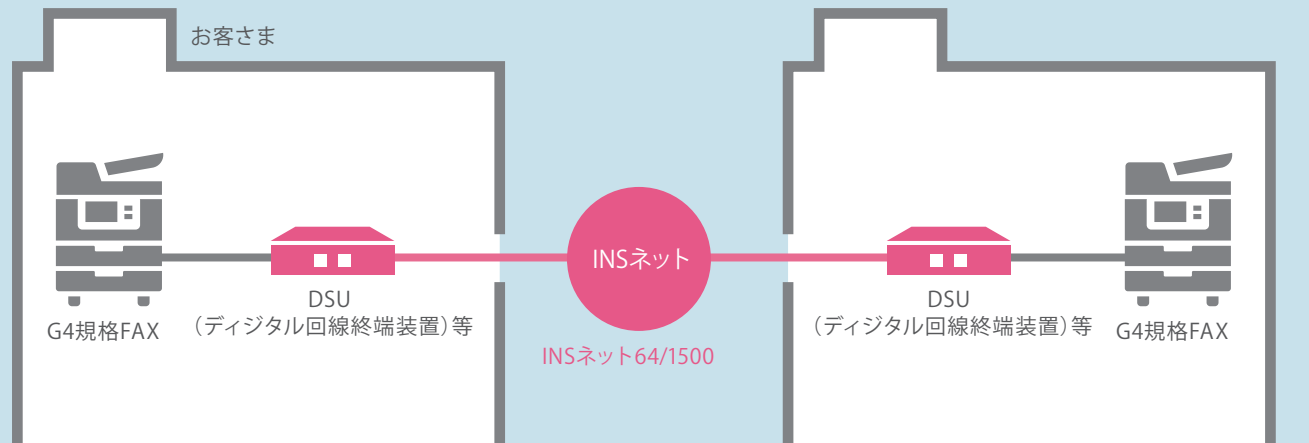 お客さま
INSネット
DSU
（ディジタル回線終端装置）等
G4規格FAX
INSネット64/1500
DSU
（ディジタル回線終端装置）等
G4規格FAX